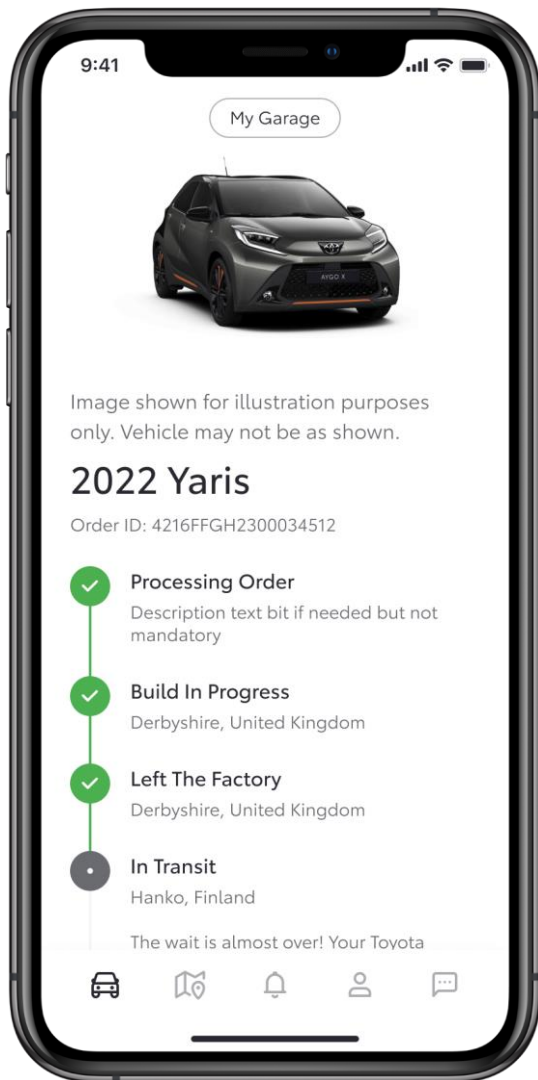 9:41
My Garage
AYGO X
Image shown for illustration purposes
only. Vehicle may not be as shown.
2022 Yaris
Order ID: 4216FFGH2300034512
Processing Order
Description text bit if needed but not
mandatory
Build In Progress
Derbyshire, United Kingdom
Left The Factory
Derbyshire, United Kingdom
In Transit
Hanko, Finland
The wait is almost over! Your Toyota